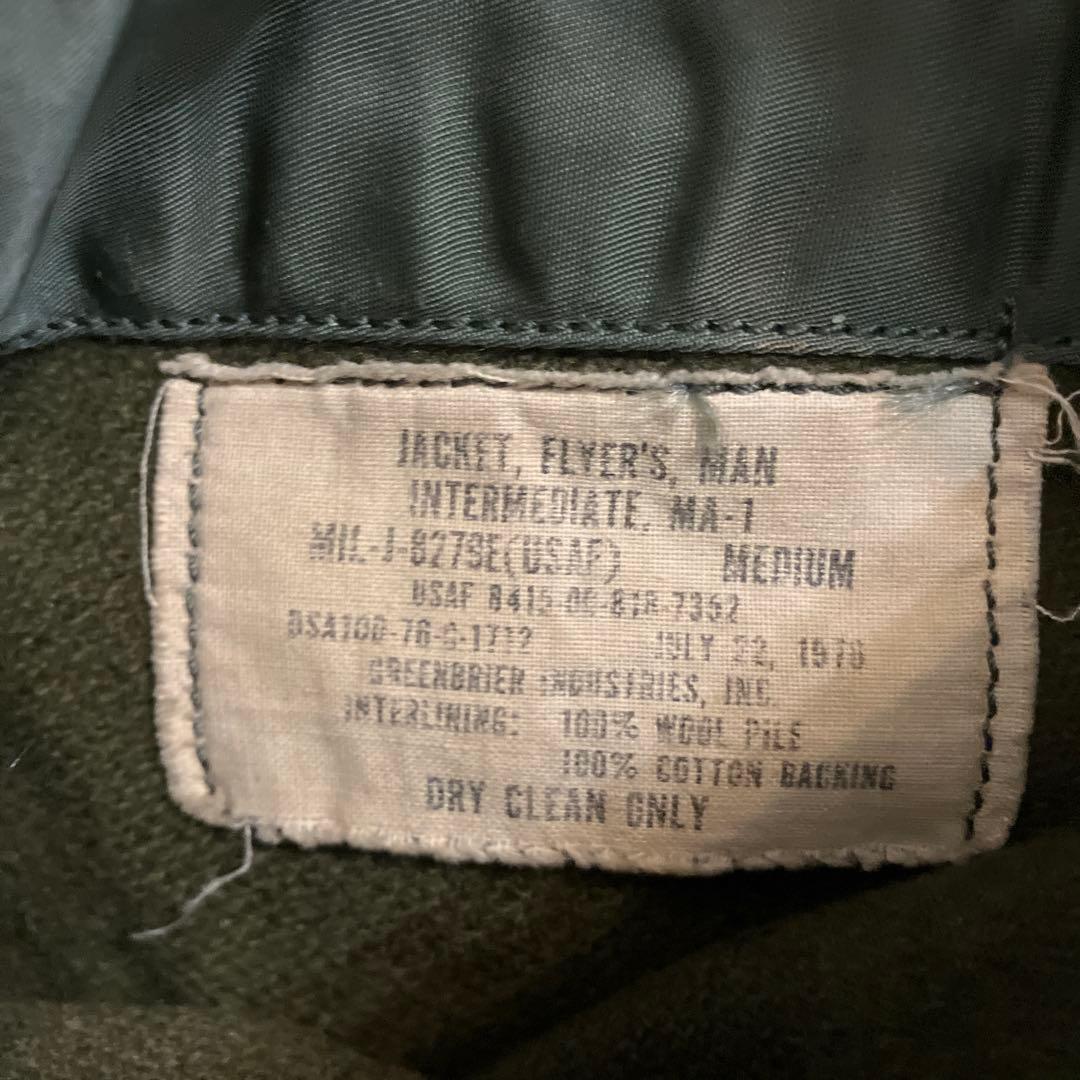 JACKET, FLYER'S, MAN
INTERMEDIATE, MA-1
MIL-J-8279E(USAF) MEDIUM
USAF 8415-00-818-7352
DSA100-76-C-1712 JULY 22, 1976
GREENBRIER INDUSTRIES, INC.
INTERLINING: 100% WOOL PILE
100% COTTON BACKING
DRY CLEAN ONLY